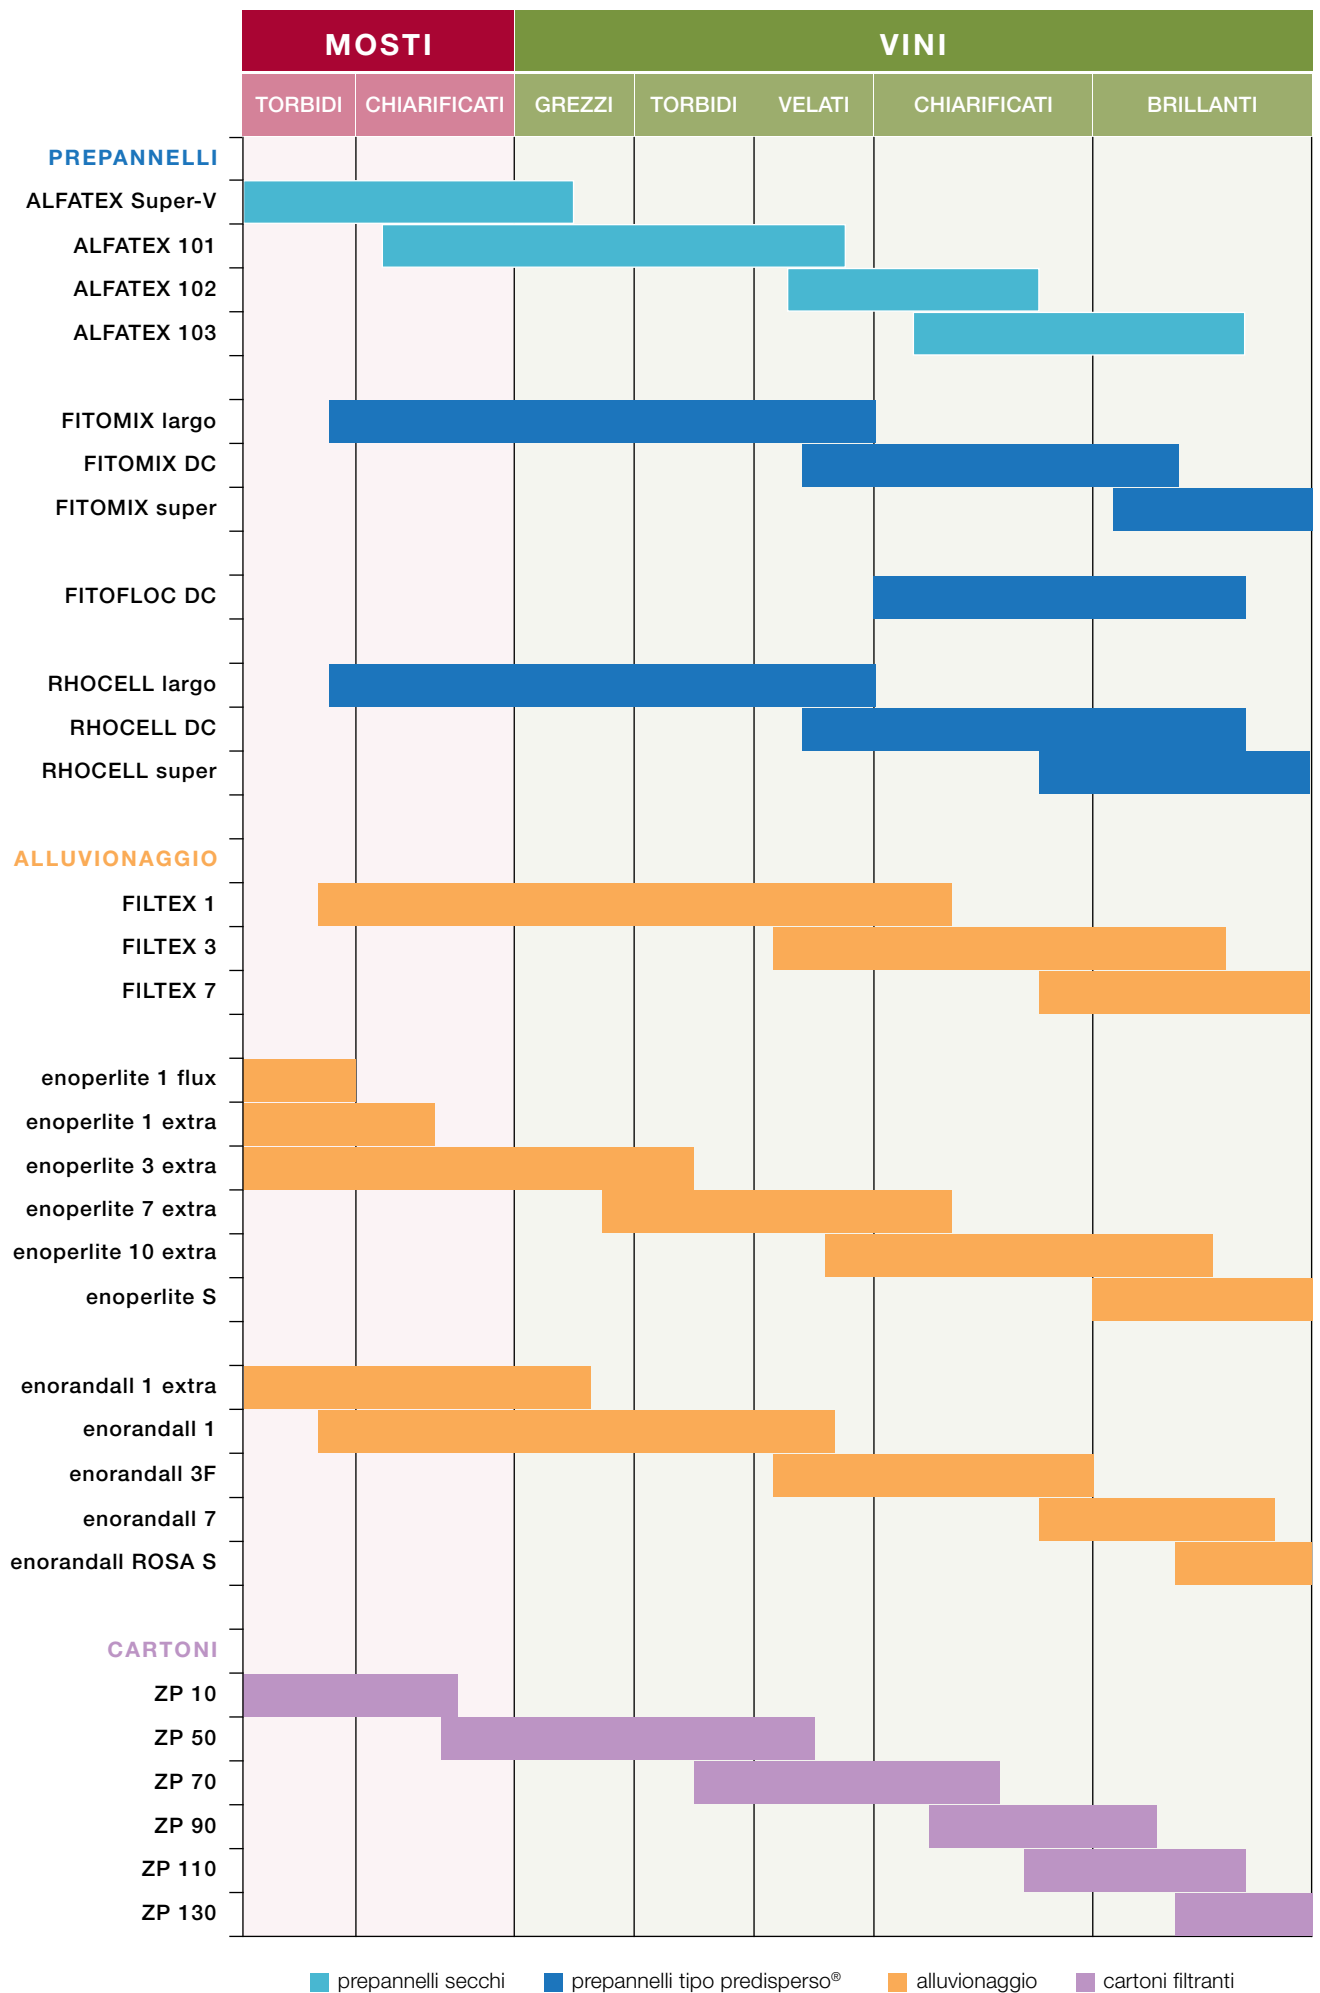 MOSTI VINI
TORBIDI CHIARIFICATI GREZZI TORBIDI VELATI CHIARIFICATI BRILLANTI
PREPANNELLI
ALFATEX Super-V
ALFATEX 101
ALFATEX 102
ALFATEX 103
FITOMIX largo
FITOMIX DC
FITOMIX super
FITOFLOC DC
RHOCELL largo
RHOCELL DC
RHOCELL super
ALLUVIONAGGIO
FILTEX 1
FILTEX 3
FILTEX 7
enoperlite 1 flux
enoperlite 1 extra
enoperlite 3 extra
enoperlite 7 extra
enoperlite 10 extra
enoperlite S
enorandall 1 extra
enorandall 1
enorandall 3F
enorandall 7
enorandall ROSA S
CARTONI
ZP 10
ZP 50
ZP 70
ZP 90
ZP 110
ZP 130
prepannelli secchi prepannelli tipo predisperso® alluvionaggio cartoni filtranti